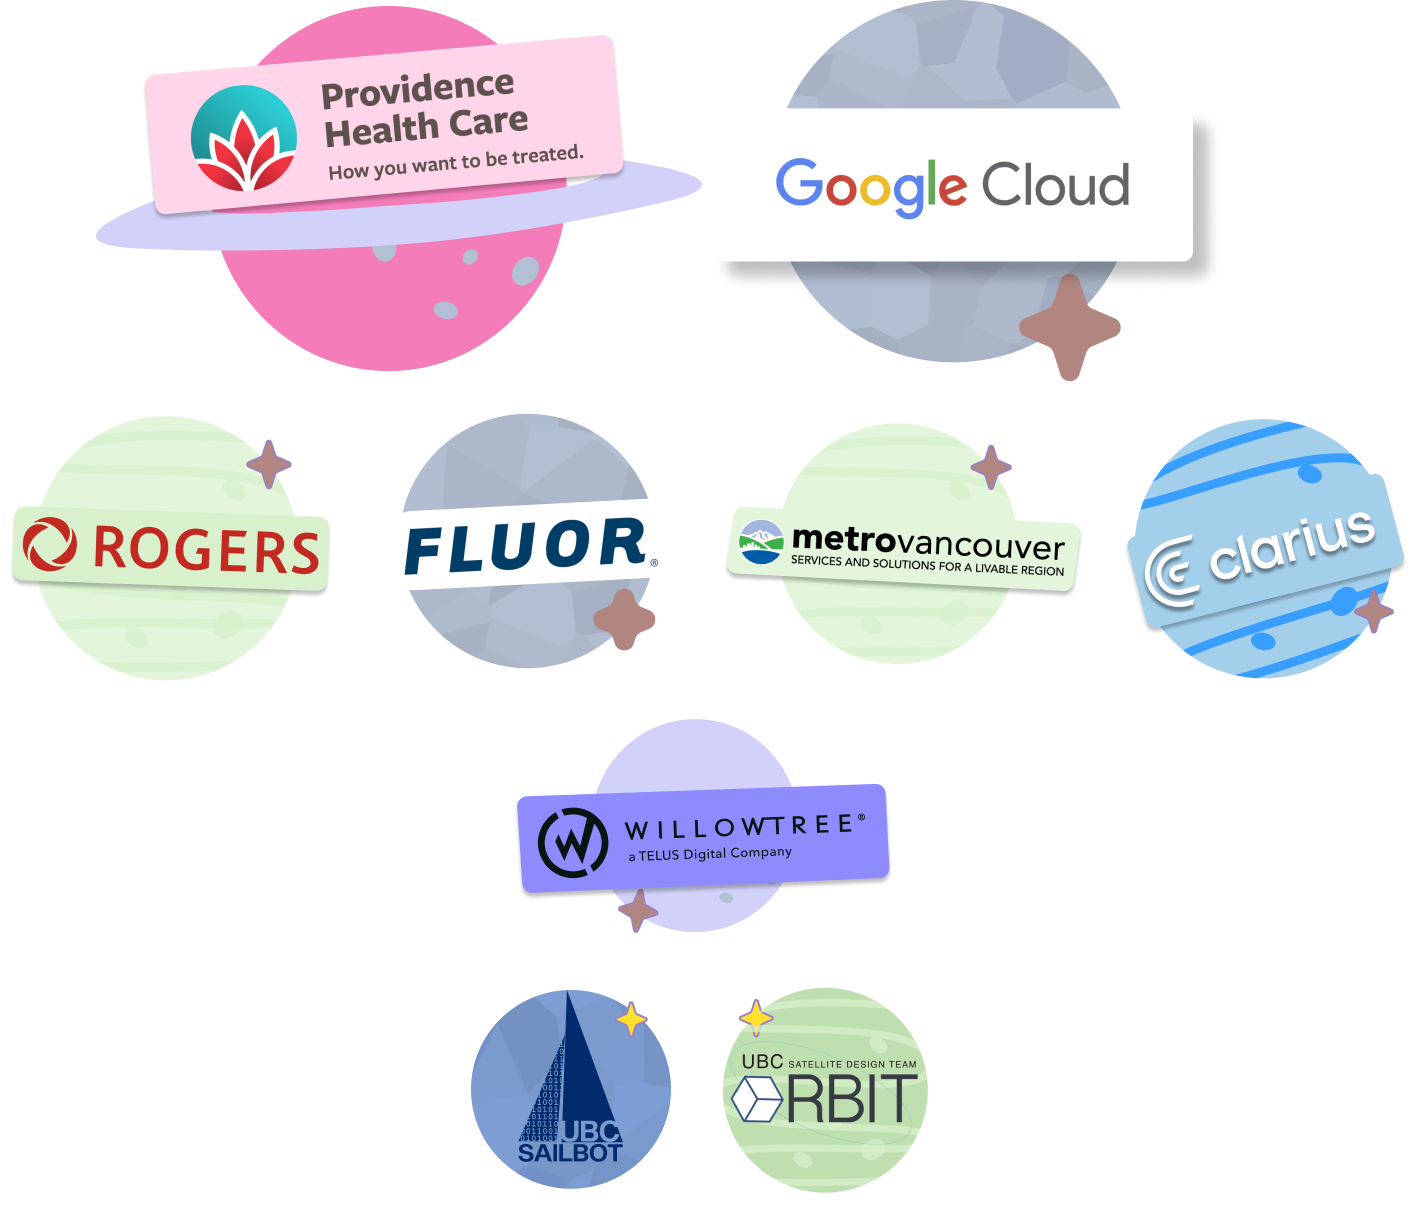 Providence
Health Care
How you want to be treated.
Google Cloud
ROGERS
FLUOR®
metrovancouver
SERVICES AND SOLUTIONS FOR A LIVABLE REGION
clarius
WILLOWTREE®
a TELUS Digital Company
UBC
SAILBOT
UBC SATELLITE DESIGN TEAM
ORBIT